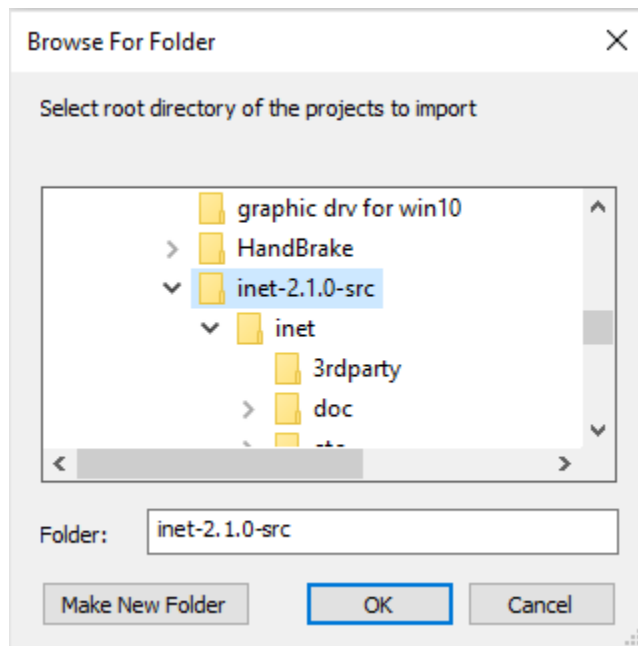 Browse For Folder
Select root directory of the projects to import
graphic drv for win10
HandBrake
inet-2.1.0-src
inet
3rdparty
doc
Folder: inet-2.1.0-src
Make New Folder OK Cancel